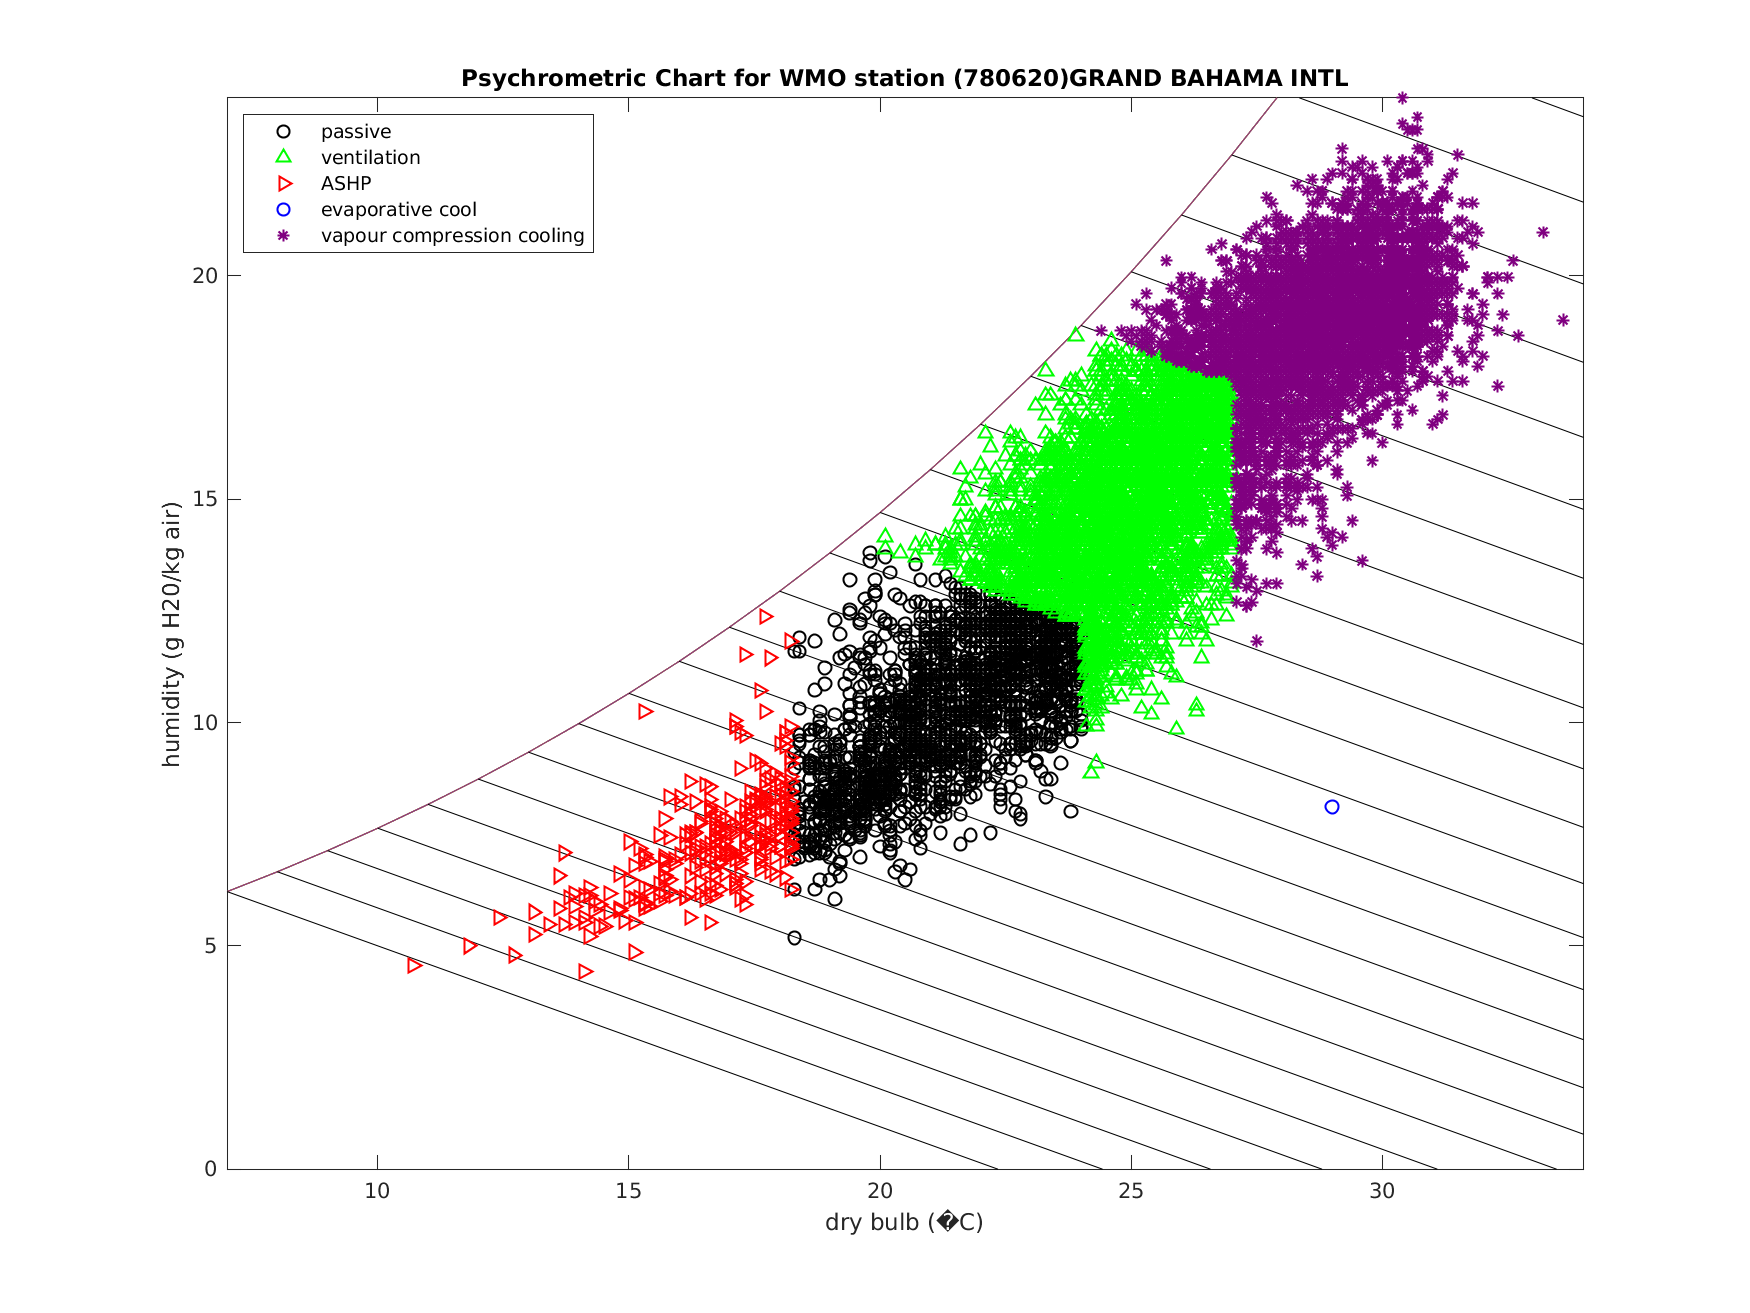 Psychrometric Chart for WMO station (780620)GRAND BAHAMA INTL
passive
ventilation
ASHP
evaporative cool
vapour compression cooling
humidity (g H20/kg air)
20
15
10
5
0
10
15
20
25
30
dry bulb (�C)